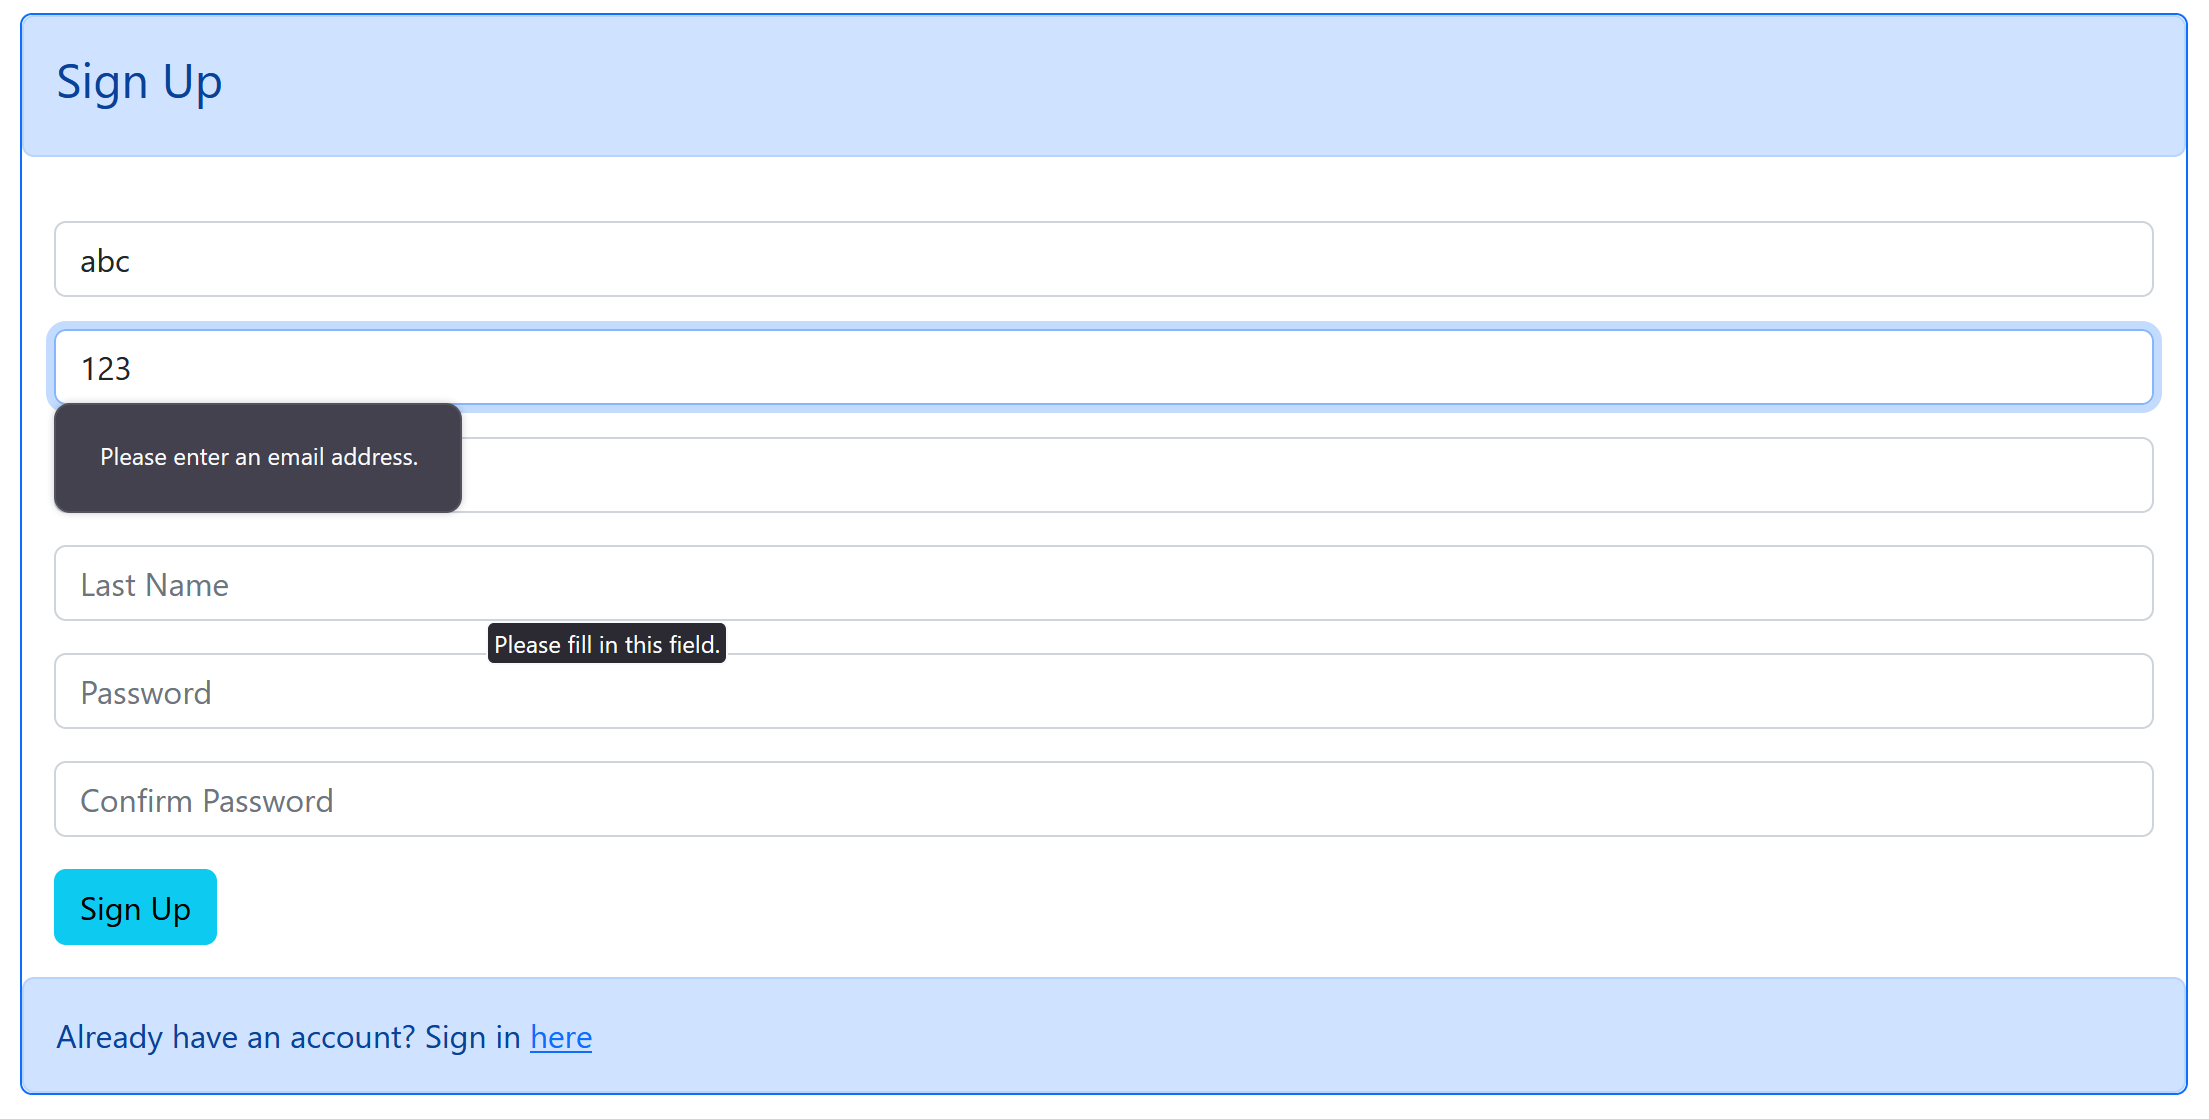 Sign Up
abc
123
Please enter an email address.
Last Name
Please fill in this field.
Password
Confirm Password
Sign Up
Already have an account? Sign in here